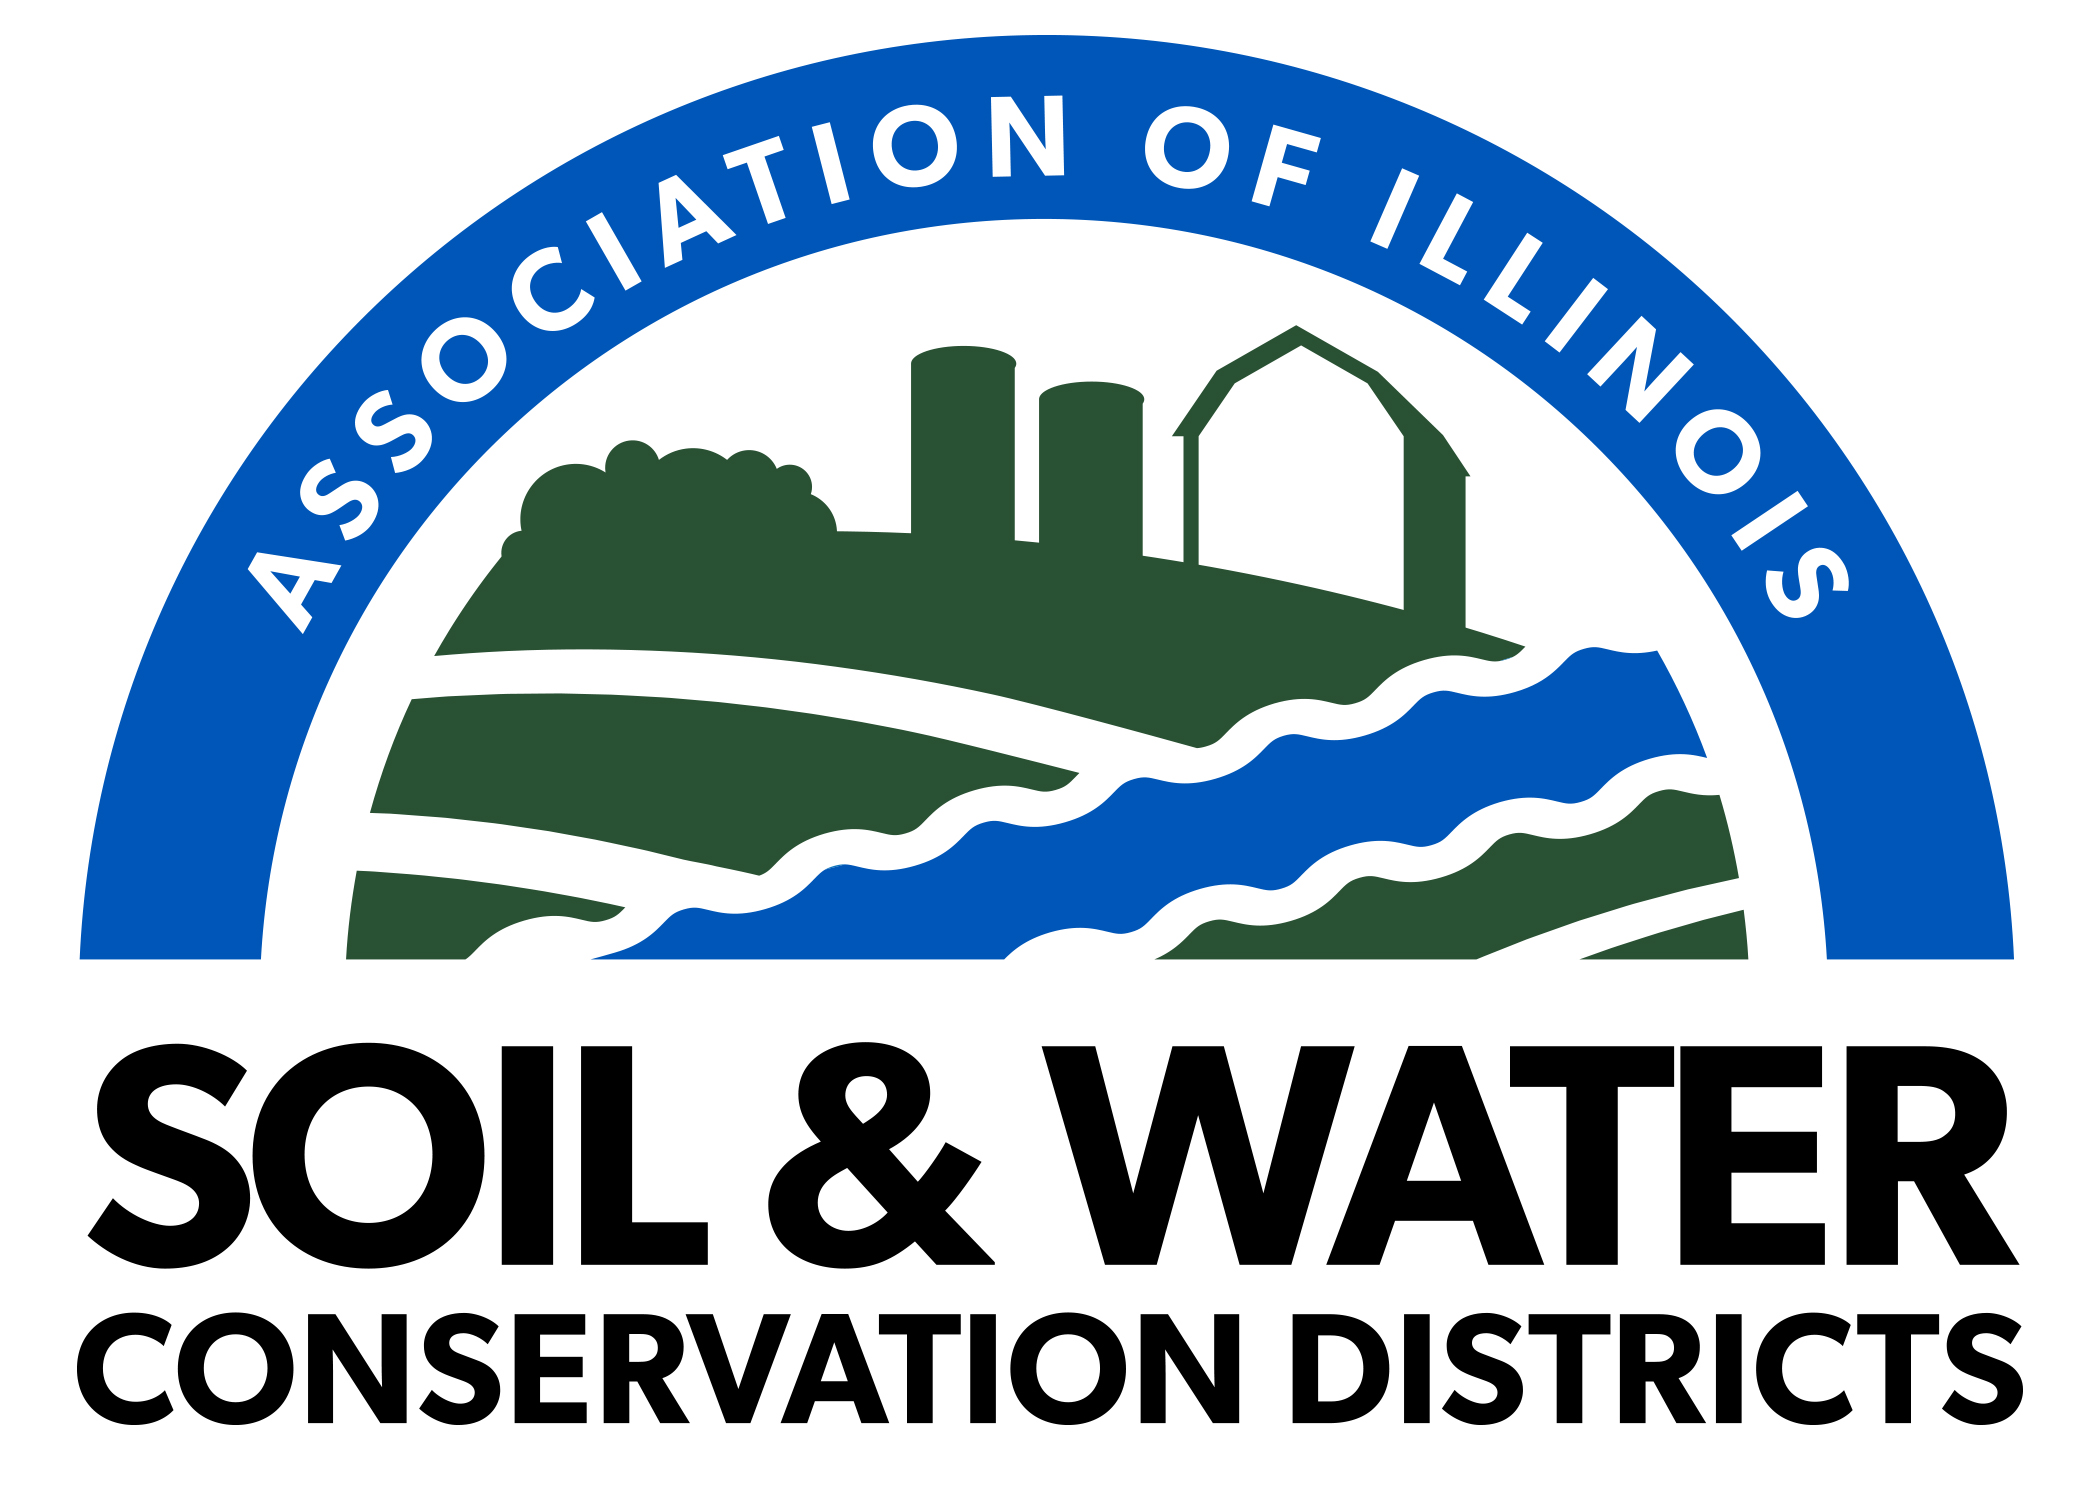 ASSOCIATION OF ILLINOIS
SOIL & WATER
CONSERVATION DISTRICTS